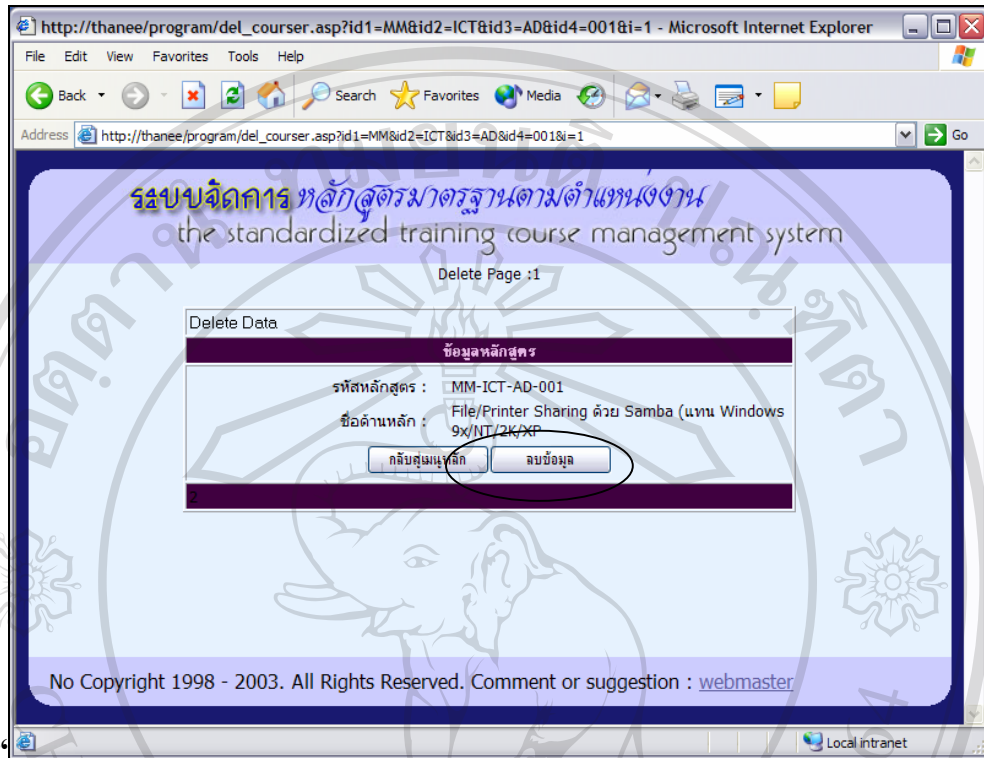 http://thanee/program/del_courser.asp?id1=MM&id2=ICT&id3=AD&id4=001&i=1 - Microsoft Internet Explorer
File Edit View Favorites Tools Help
Back Search Favorites Media
Address http://thanee/program/del_courser.asp?id1=MM&id2=ICT&id3=AD&id4=001&i=1 Go
ระบบจัดการ หลักสูตรมาตรฐานตามตำแหน่งงาน
the standardized training course management system
Delete Page :1
Delete Data
ข้อมูลหลักสูตร
รหัสหลักสูตร : MM-ICT-AD-001
ชื่อด้านหลัก : File/Printer Sharing ด้วย Samba (แทน Windows
9x/NT/2K/XP
กลับสู่เมนูหลัก ลบข้อมูล
2
No Copyright 1998 - 2003. All Rights Reserved. Comment or suggestion : webmaster
Local intranet